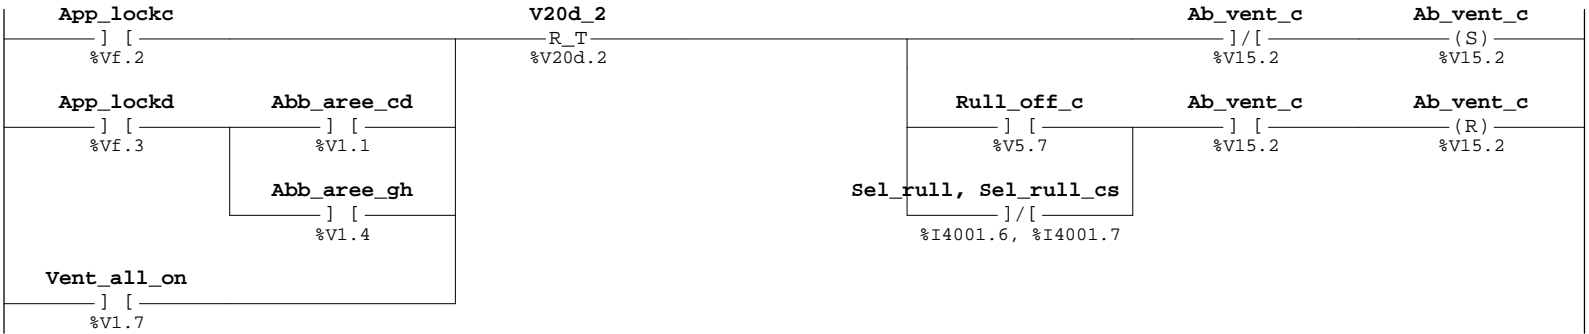 App_lockc V20d_2 Ab_vent_c Ab_vent_c
] [ R_T ]/[ (S)
%Vf.2 %V20d.2 %V15.2 %V15.2
App_lockd Abb_aree_cd Rull_off_c Ab_vent_c Ab_vent_c
] [ ] [ ] [ ] [ (R)
%Vf.3 %V1.1 %V5.7 %V15.2 %V15.2
Abb_aree_gh Sel_rull, Sel_rull_cs
] [ ]/[
%V1.4 %I4001.6, %I4001.7
Vent_all_on
] [
%V1.7